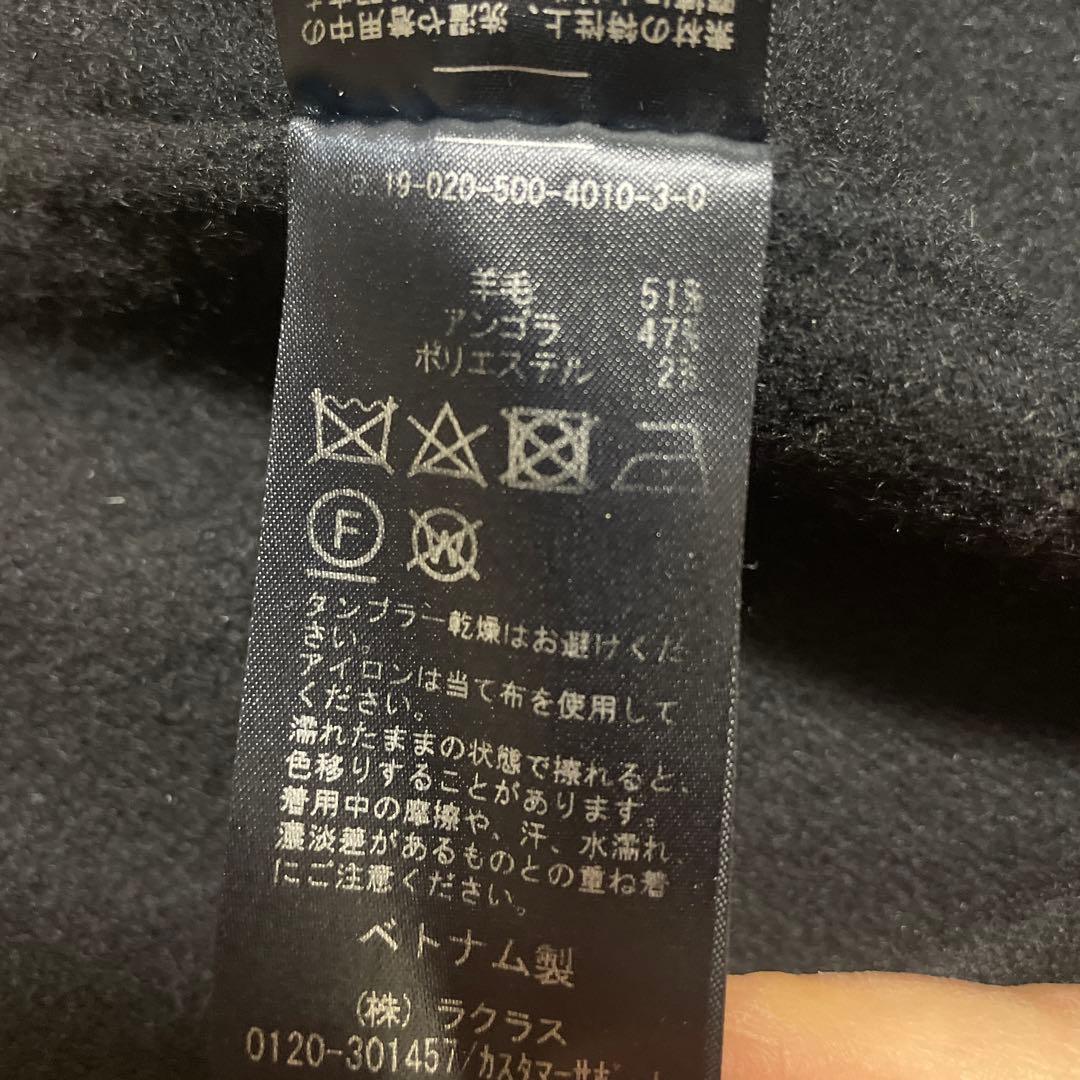 素材の特性上、洗濯や着用中の
19-020-500-4010-3-0
羊毛 51%
アンゴラ 47%
ポリエステル 2%
F
W
タンブラー乾燥はお避けくだ
さい。
アイロンは当て布を使用して
ください。
濡れたままの状態で擦れると、
色移りすることがあります。
着用中の摩擦や、汗、水濡れ、
濃淡差があるものとの重ね着
にご注意ください。
ベトナム製
(株) ラクラス
0120-301457/カスタマーサポ